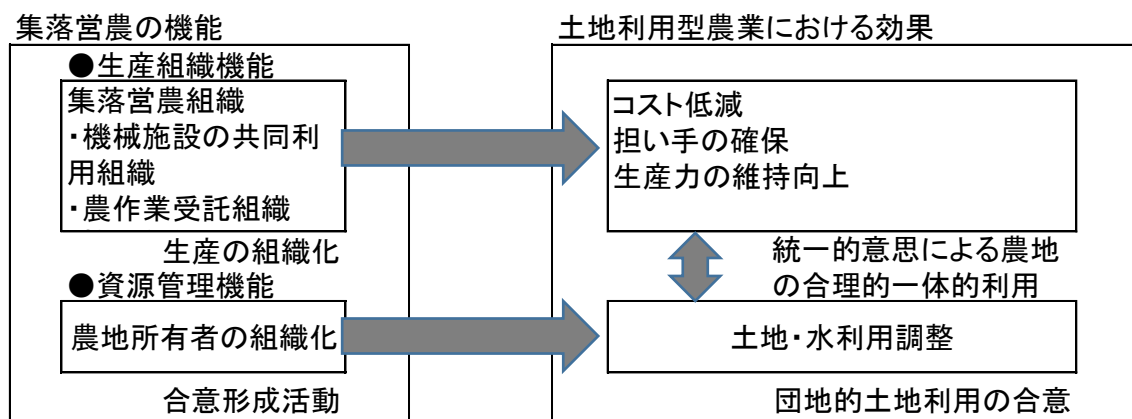 集落営農の機能
●生産組織機能
集落営農組織
・機械施設の共同利
用組織
・農作業受託組織
生産の組織化
●資源管理機能
農地所有者の組織化
合意形成活動
土地利用型農業における効果
コスト低減
担い手の確保
生産力の維持向上
統一的意思による農地
の合理的一体的利用
土地・水利用調整
団地的土地利用の合意